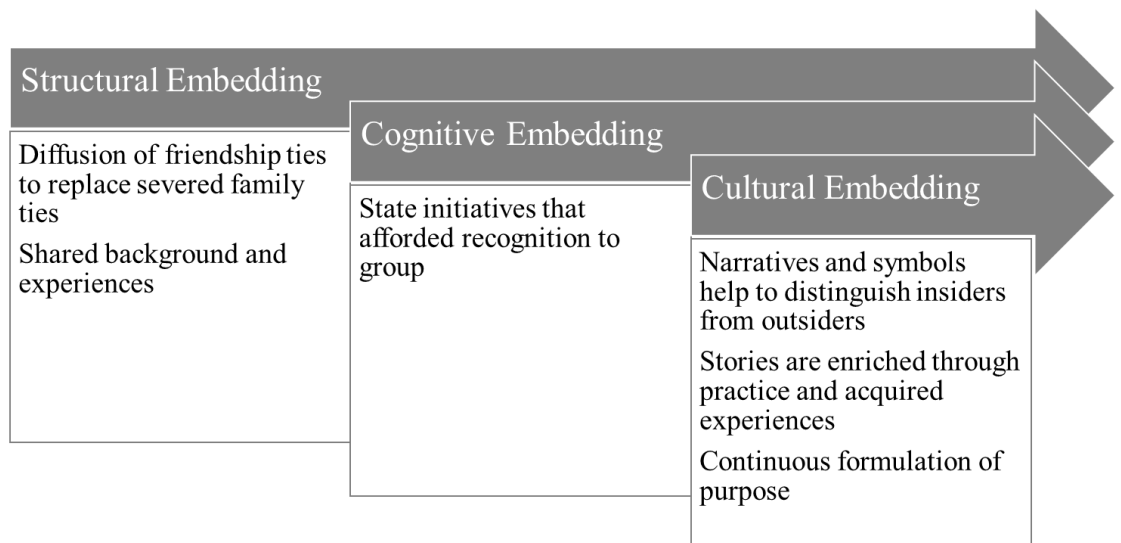 Structural Embedding
Diffusion of friendship ties
to replace severed family
ties
Shared background and
experiences
Cognitive Embedding
State initiatives that
afforded recognition to
group
Cultural Embedding
Narratives and symbols
help to distinguish insiders
from outsiders
Stories are enriched through
practice and acquired
experiences
Continuous formulation of
purpose